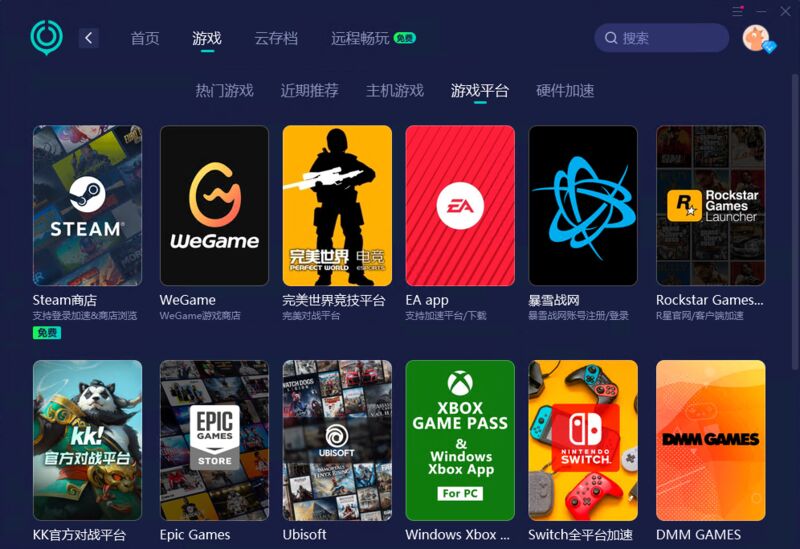 首页
游戏
云存档
远程畅玩 免费
搜索
热门游戏
近期推荐
主机游戏
游戏平台
硬件加速
STEAM
WeGame
完美世界 电竞
PERFECT WORLD ESPORTS
EA
R
Rockstar
Games
Launcher
Steam商店
支持登录加速&商店浏览
免费
WeGame
WeGame游戏商店
完美世界竞技平台
完美对战平台
EA app
支持加速平台/下载
暴雪战网
暴雪战网账号注册/登录
Rockstar Games...
R星官网/客户端加速
kk!
官方对战平台
EPIC
GAMES
STORE
WATCH DOGS
LEGION
UBISOFT
IMMORTALS
FENYX RISING
XBOX
GAME PASS
&
Windows
Xbox App
For PC
NINTENDO
SWITCH
DMM GAMES
KK官方对战平台
Epic Games
Ubisoft
Windows Xbox ...
Switch全平台加速
DMM GAMES